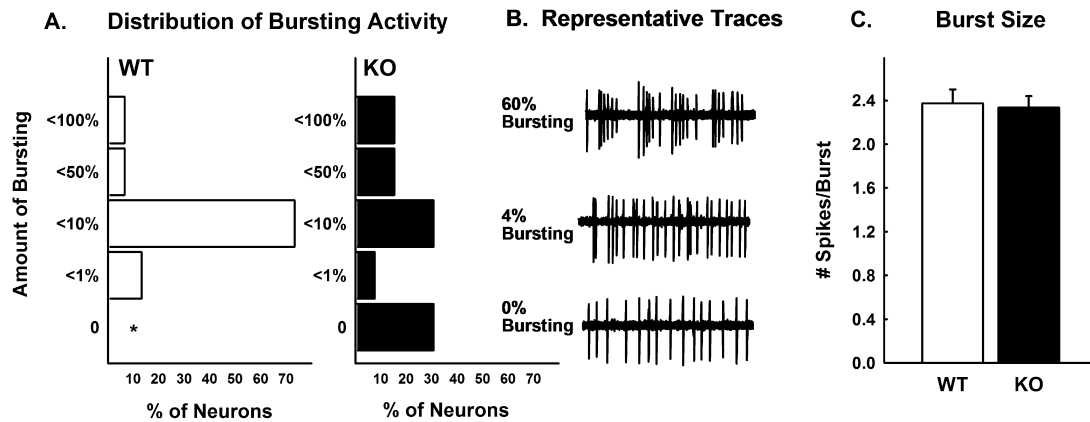 A. Distribution of Bursting Activity
WT
Amount of Bursting
<100%
<50%
<10%
<1%
0 *
10 20 30 40 50 60 70
% of Neurons
KO
<100%
<50%
<10%
<1%
0
10 20 30 40 50 60 70
% of Neurons
B. Representative Traces
60%
Bursting
4%
Bursting
0%
Bursting
C. Burst Size
# Spikes/Burst
2.4
2.0
1.6
1.2
0.8
0.4
0.0
WT KO